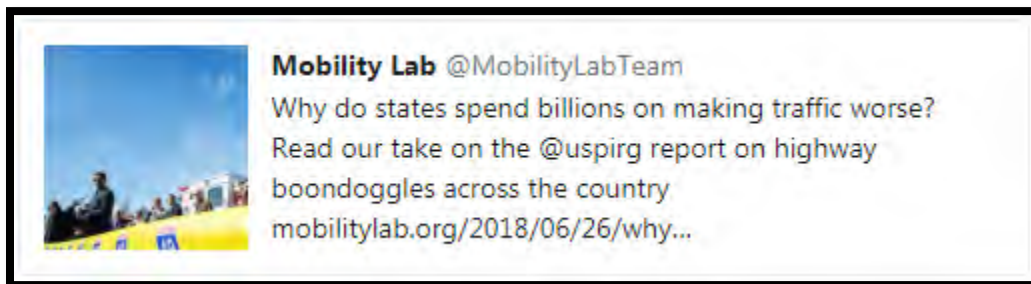 Mobility Lab @MobilityLabTeam
Why do states spend billions on making traffic worse?
Read our take on the @uspirg report on highway
boondoggles across the country
mobilitylab.org/2018/06/26/why...